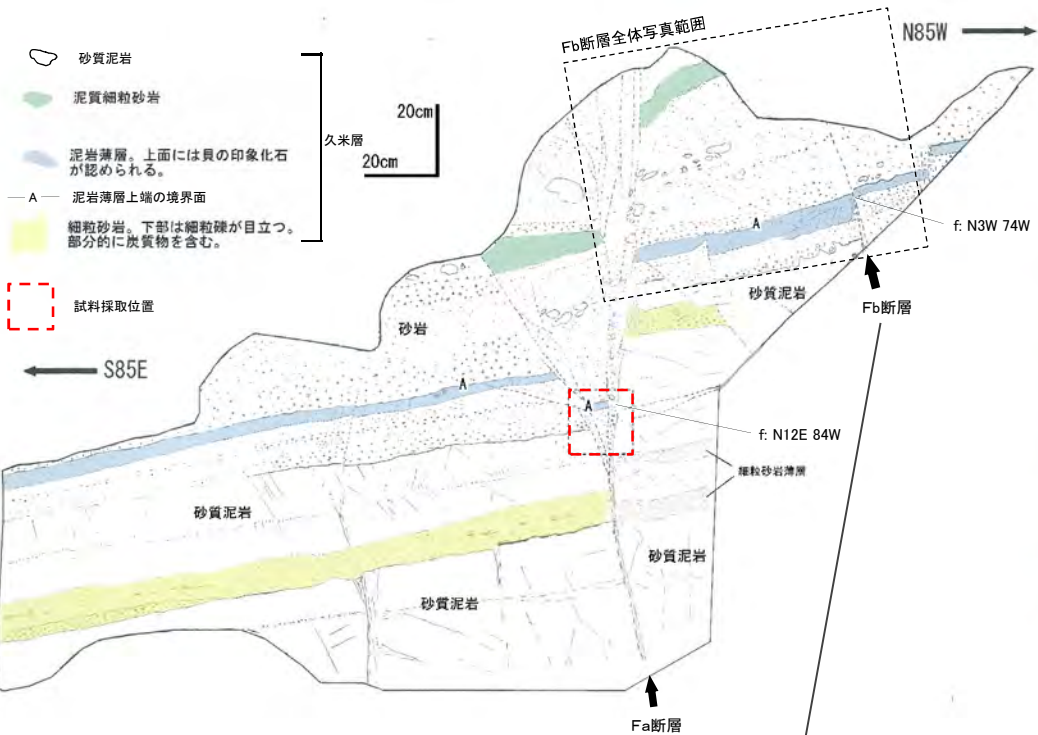 砂質泥岩
泥質細粒砂岩
泥岩薄層。上面には貝の印象化石
が認められる。
A 泥岩薄層上端の境界面
細粒砂岩。下部は細粒礫が目立つ。
部分的に炭質物を含む。
久米層
試料採取位置
20cm
20cm
S85E
N85W
Fb断層全体写真範囲
A
f: N3W 74W
砂質泥岩
Fb断層
砂岩
A
A
f: N12E 84W
細粒砂岩薄層
砂質泥岩
砂質泥岩
砂質泥岩
Fa断層